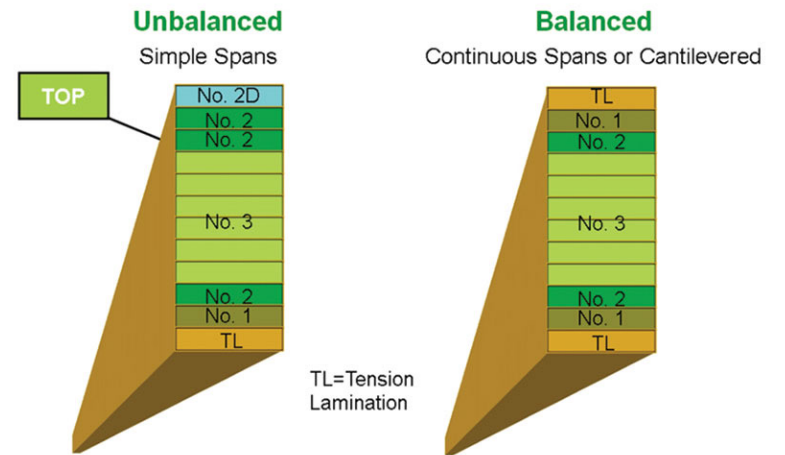 Unbalanced
Simple Spans
TOP
No. 2D
No. 2
No. 2
No. 3
No. 2
No. 1
TL
Balanced
Continuous Spans or Cantilevered
TL
No. 1
No. 2
No. 3
No. 2
No. 1
TL
TL=Tension
Lamination